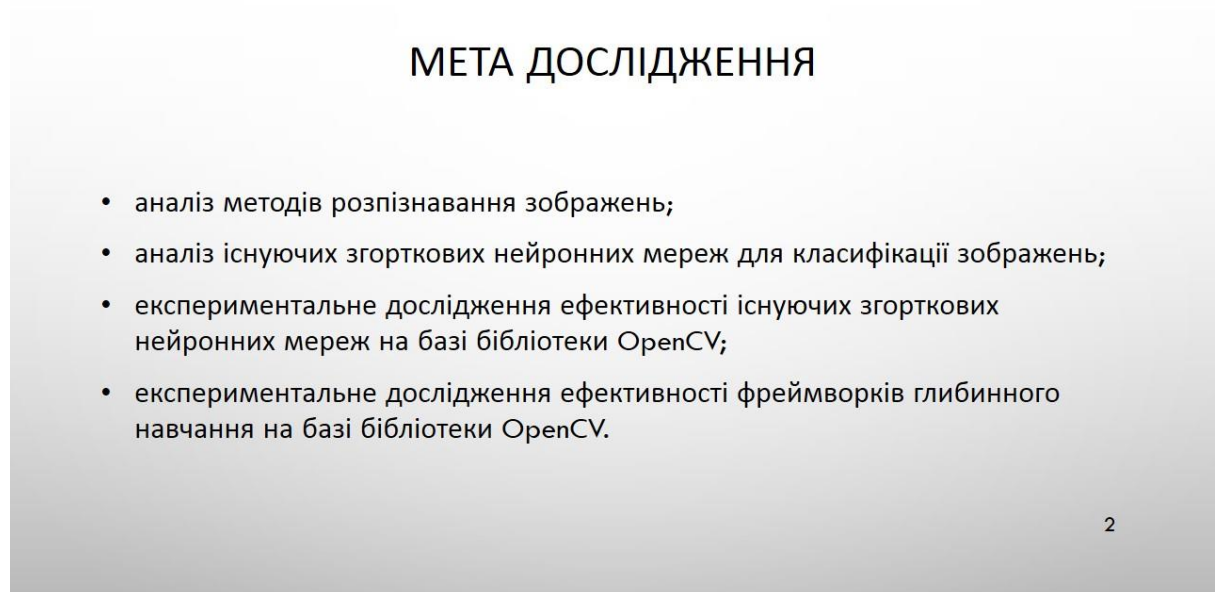 МЕТА ДОСЛІДЖЕННЯ
• аналіз методів розпізнавання зображень;
• аналіз існуючих згорткових нейронних мереж для класифікації зображень;
• експериментальне дослідження ефективності існуючих згорткових
нейронних мереж на базі бібліотеки OpenCV;
• експериментальне дослідження ефективності фреймворків глибинного
навчання на базі бібліотеки OpenCV.
2